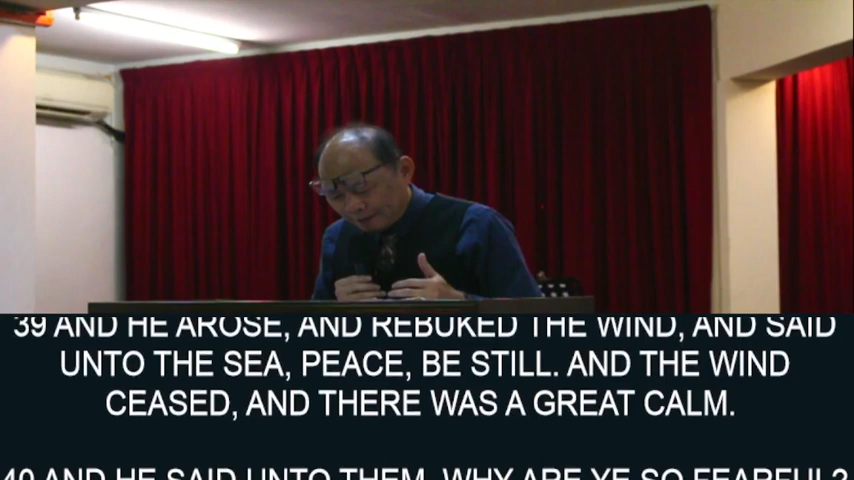 39 AND HE AROSE, AND REBUKED THE WIND, AND SAID
UNTO THE SEA, PEACE, BE STILL. AND THE WIND
CEASED, AND THERE WAS A GREAT CALM.
40 AND HE SAID UNTO THEM, WHY ARE YE SO FEARFUL?